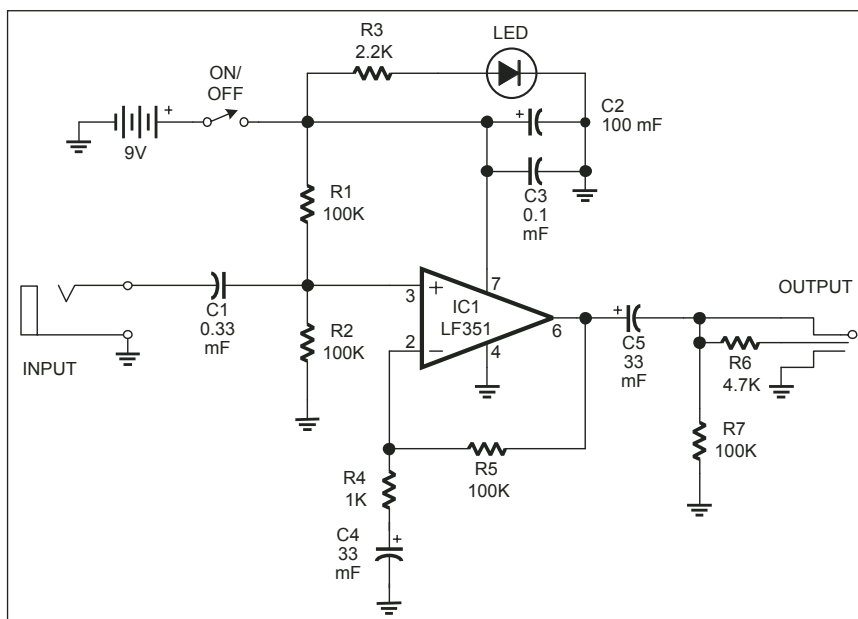 R3
2.2K
LED
ON/
OFF
+
9V
+
C2
100 mF
C3
0.1
mF
R1
100K
C1
0.33
mF
INPUT
R2
100K
3
+
7
IC1
LF351
2
−
4
6
+
C5
33
mF
OUTPUT
R6
4.7K
R7
100K
R5
100K
R4
1K
C4
33
mF
+